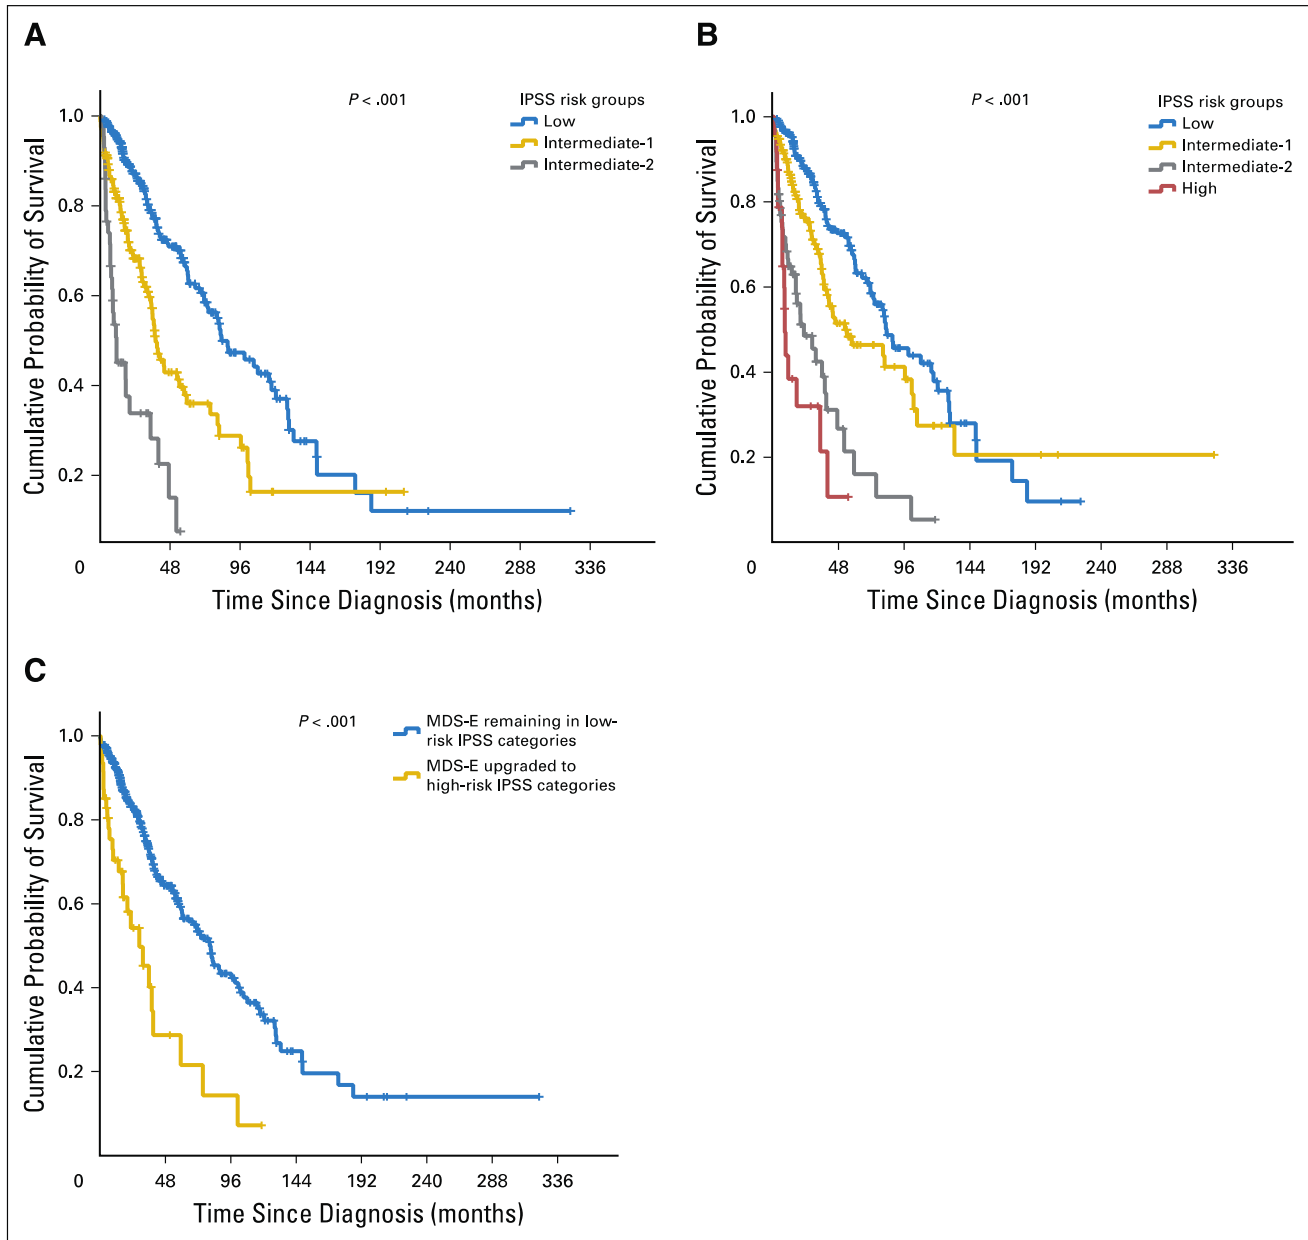 A
P < .001
IPSS risk groups
Low
Intermediate-1
Intermediate-2
Cumulative Probability of Survival
1.0
0.8
0.6
0.4
0.2
0
48
96
144
192
240
288
336
Time Since Diagnosis (months)
B
P < .001
IPSS risk groups
Low
Intermediate-1
Intermediate-2
High
Cumulative Probability of Survival
1.0
0.8
0.6
0.4
0.2
0
48
96
144
192
240
288
336
Time Since Diagnosis (months)
C
P < .001
MDS-E remaining in low-
risk IPSS categories
MDS-E upgraded to
high-risk IPSS categories
Cumulative Probability of Survival
1.0
0.8
0.6
0.4
0.2
0
48
96
144
192
240
288
336
Time Since Diagnosis (months)